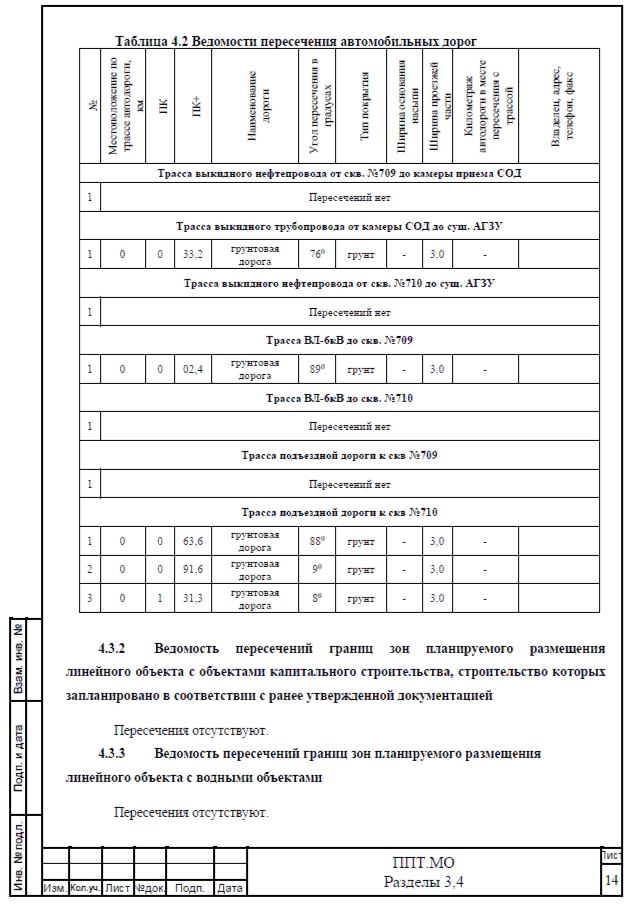 Таблица 4.2 Ведомости пересечения автомобильных дорог
№
Местоположение по трассе автодороги, км
ПК
ПК+
Наименование дороги
Угол пересечения в градусах
Тип покрытия
Ширина основания насыпи
Ширина проезжей части
Километраж автодороги в месте пересечения с трассой
Владелец, адрес, телефон, факс
Трасса выкидного нефтепровода от скв. №709 до камеры приема СОД
1 Пересечений нет
Трасса выкидного трубопровода от камеры СОД до сущ. АГЗУ
1 0 0 33,2 грунтовая дорога 76⁰ грунт - 3,0 -
Трасса выкидного нефтепровода от скв. №710 до сущ. АГЗУ
1 Пересечений нет
Трасса ВЛ-6кВ до скв. №709
1 0 0 02,4 грунтовая дорога 89⁰ грунт - 3,0 -
Трасса ВЛ-6кВ до скв. №710
1 Пересечений нет
Трасса подъездной дороги к скв №709
1 Пересечений нет
Трасса подъездной дороги к скв №710
1 0 0 63,6 грунтовая дорога 88⁰ грунт - 3,0 -
2 0 0 91,6 грунтовая дорога 9⁰ грунт - 3,0 -
3 0 1 31,3 грунтовая дорога 8⁰ грунт - 3,0 -
4.3.2 Ведомость пересечений границ зон планируемого размещения
линейного объекта с объектами капитального строительства, строительство которых
запланировано в соответствии с ранее утвержденной документацией
Пересечения отсутствуют.
4.3.3 Ведомость пересечений границ зон планируемого размещения
линейного объекта с водными объектами
Пересечения отсутствуют.
Взам. инв. №
Подп. и дата
Инв. № подл.
Изм. Кол.уч. Лист №док. Подп. Дата
ППТ.МО
Разделы 3,4
Лист
14